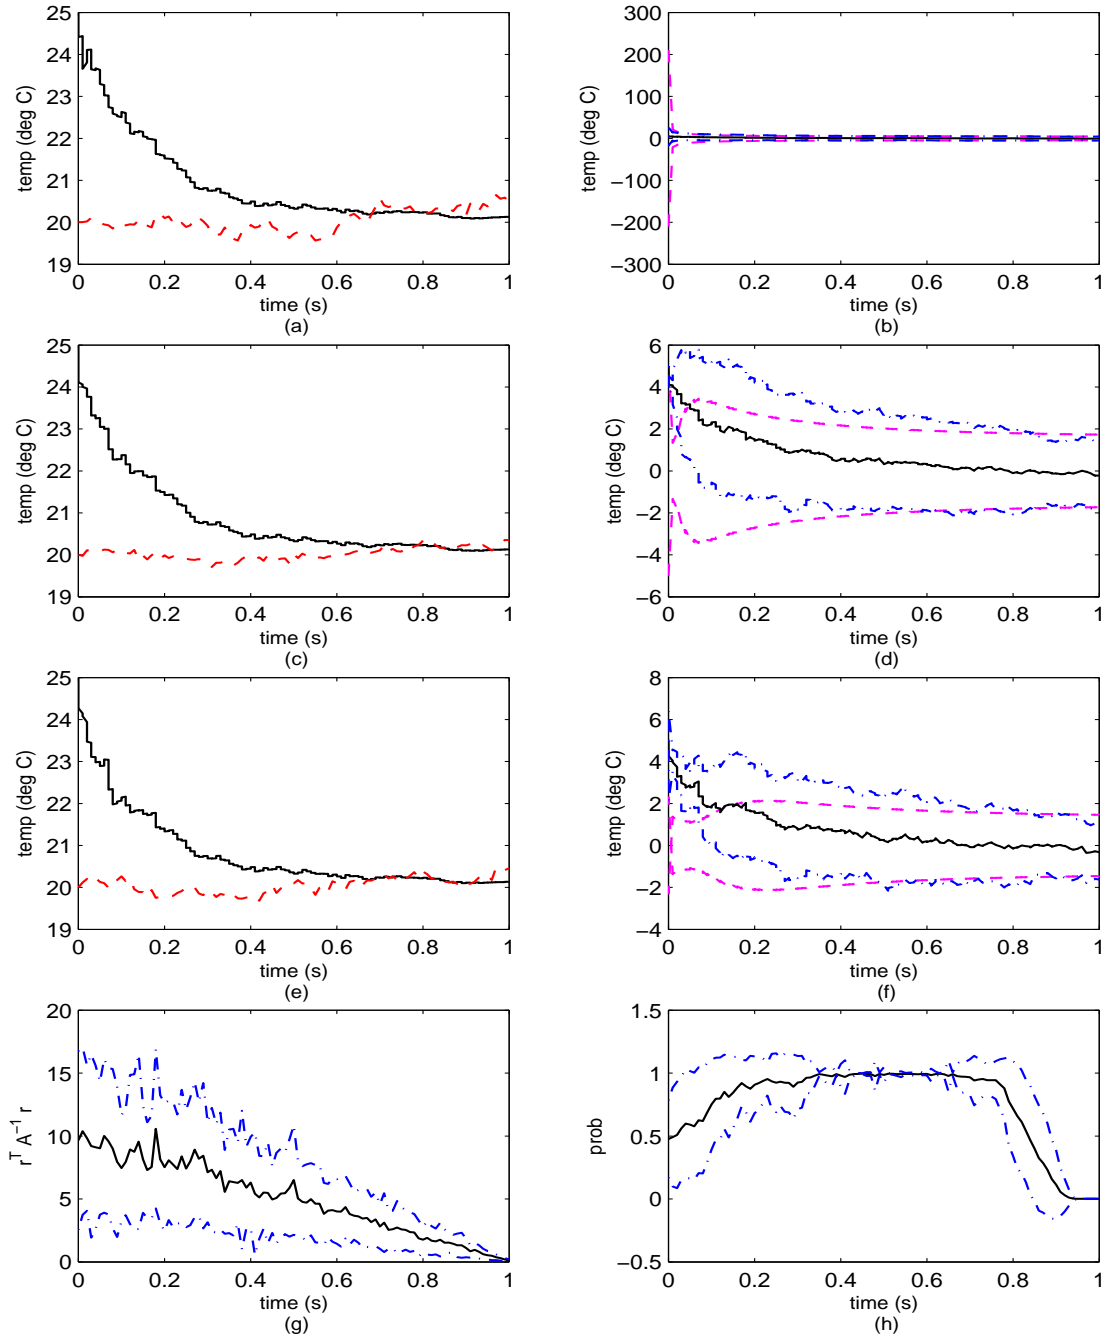 25
24
23
22
21
20
19
temp (deg C)
0 0.2 0.4 0.6 0.8 1
time (s)
(a)
300
200
100
0
−100
−200
−300
temp (deg C)
0 0.2 0.4 0.6 0.8 1
time (s)
(b)
25
24
23
22
21
20
19
temp (deg C)
0 0.2 0.4 0.6 0.8 1
time (s)
(c)
6
4
2
0
−2
−4
−6
temp (deg C)
0 0.2 0.4 0.6 0.8 1
time (s)
(d)
25
24
23
22
21
20
19
temp (deg C)
0 0.2 0.4 0.6 0.8 1
time (s)
(e)
8
6
4
2
0
−2
−4
temp (deg C)
0 0.2 0.4 0.6 0.8 1
time (s)
(f)
20
15
10
5
0
r^T A^−1 r
0 0.2 0.4 0.6 0.8 1
time (s)
(g)
1.5
1
0.5
0
−0.5
prob
0 0.2 0.4 0.6 0.8 1
time (s)
(h)